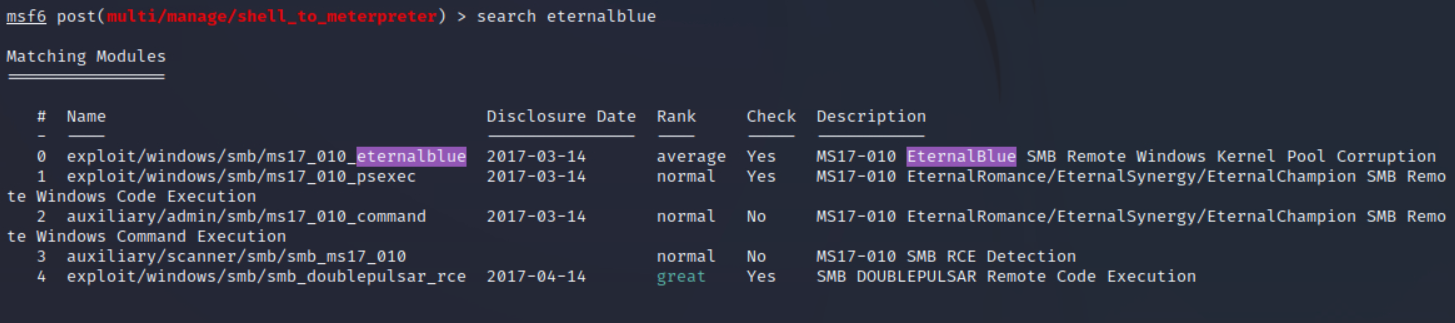 msf6 post(multi/manage/shell_to_meterpreter) > search eternalblue
Matching Modules
================
   #  Name                                      Disclosure Date  Rank     Check  Description
   -  ----                                      ---------------  ----     -----  -----------
   0  exploit/windows/smb/ms17_010_eternalblue  2017-03-14       average  Yes    MS17-010 EternalBlue SMB Remote Windows Kernel Pool Corruption
   1  exploit/windows/smb/ms17_010_psexec       2017-03-14       normal   Yes    MS17-010 EternalRomance/EternalSynergy/EternalChampion SMB Remo
te Windows Code Execution
   2  auxiliary/admin/smb/ms17_010_command      2017-03-14       normal   No     MS17-010 EternalRomance/EternalSynergy/EternalChampion SMB Remo
te Windows Command Execution
   3  auxiliary/scanner/smb/smb_ms17_010                         normal   No     MS17-010 SMB RCE Detection
   4  exploit/windows/smb/smb_doublepulsar_rce  2017-04-14       great    Yes    SMB DOUBLEPULSAR Remote Code Execution